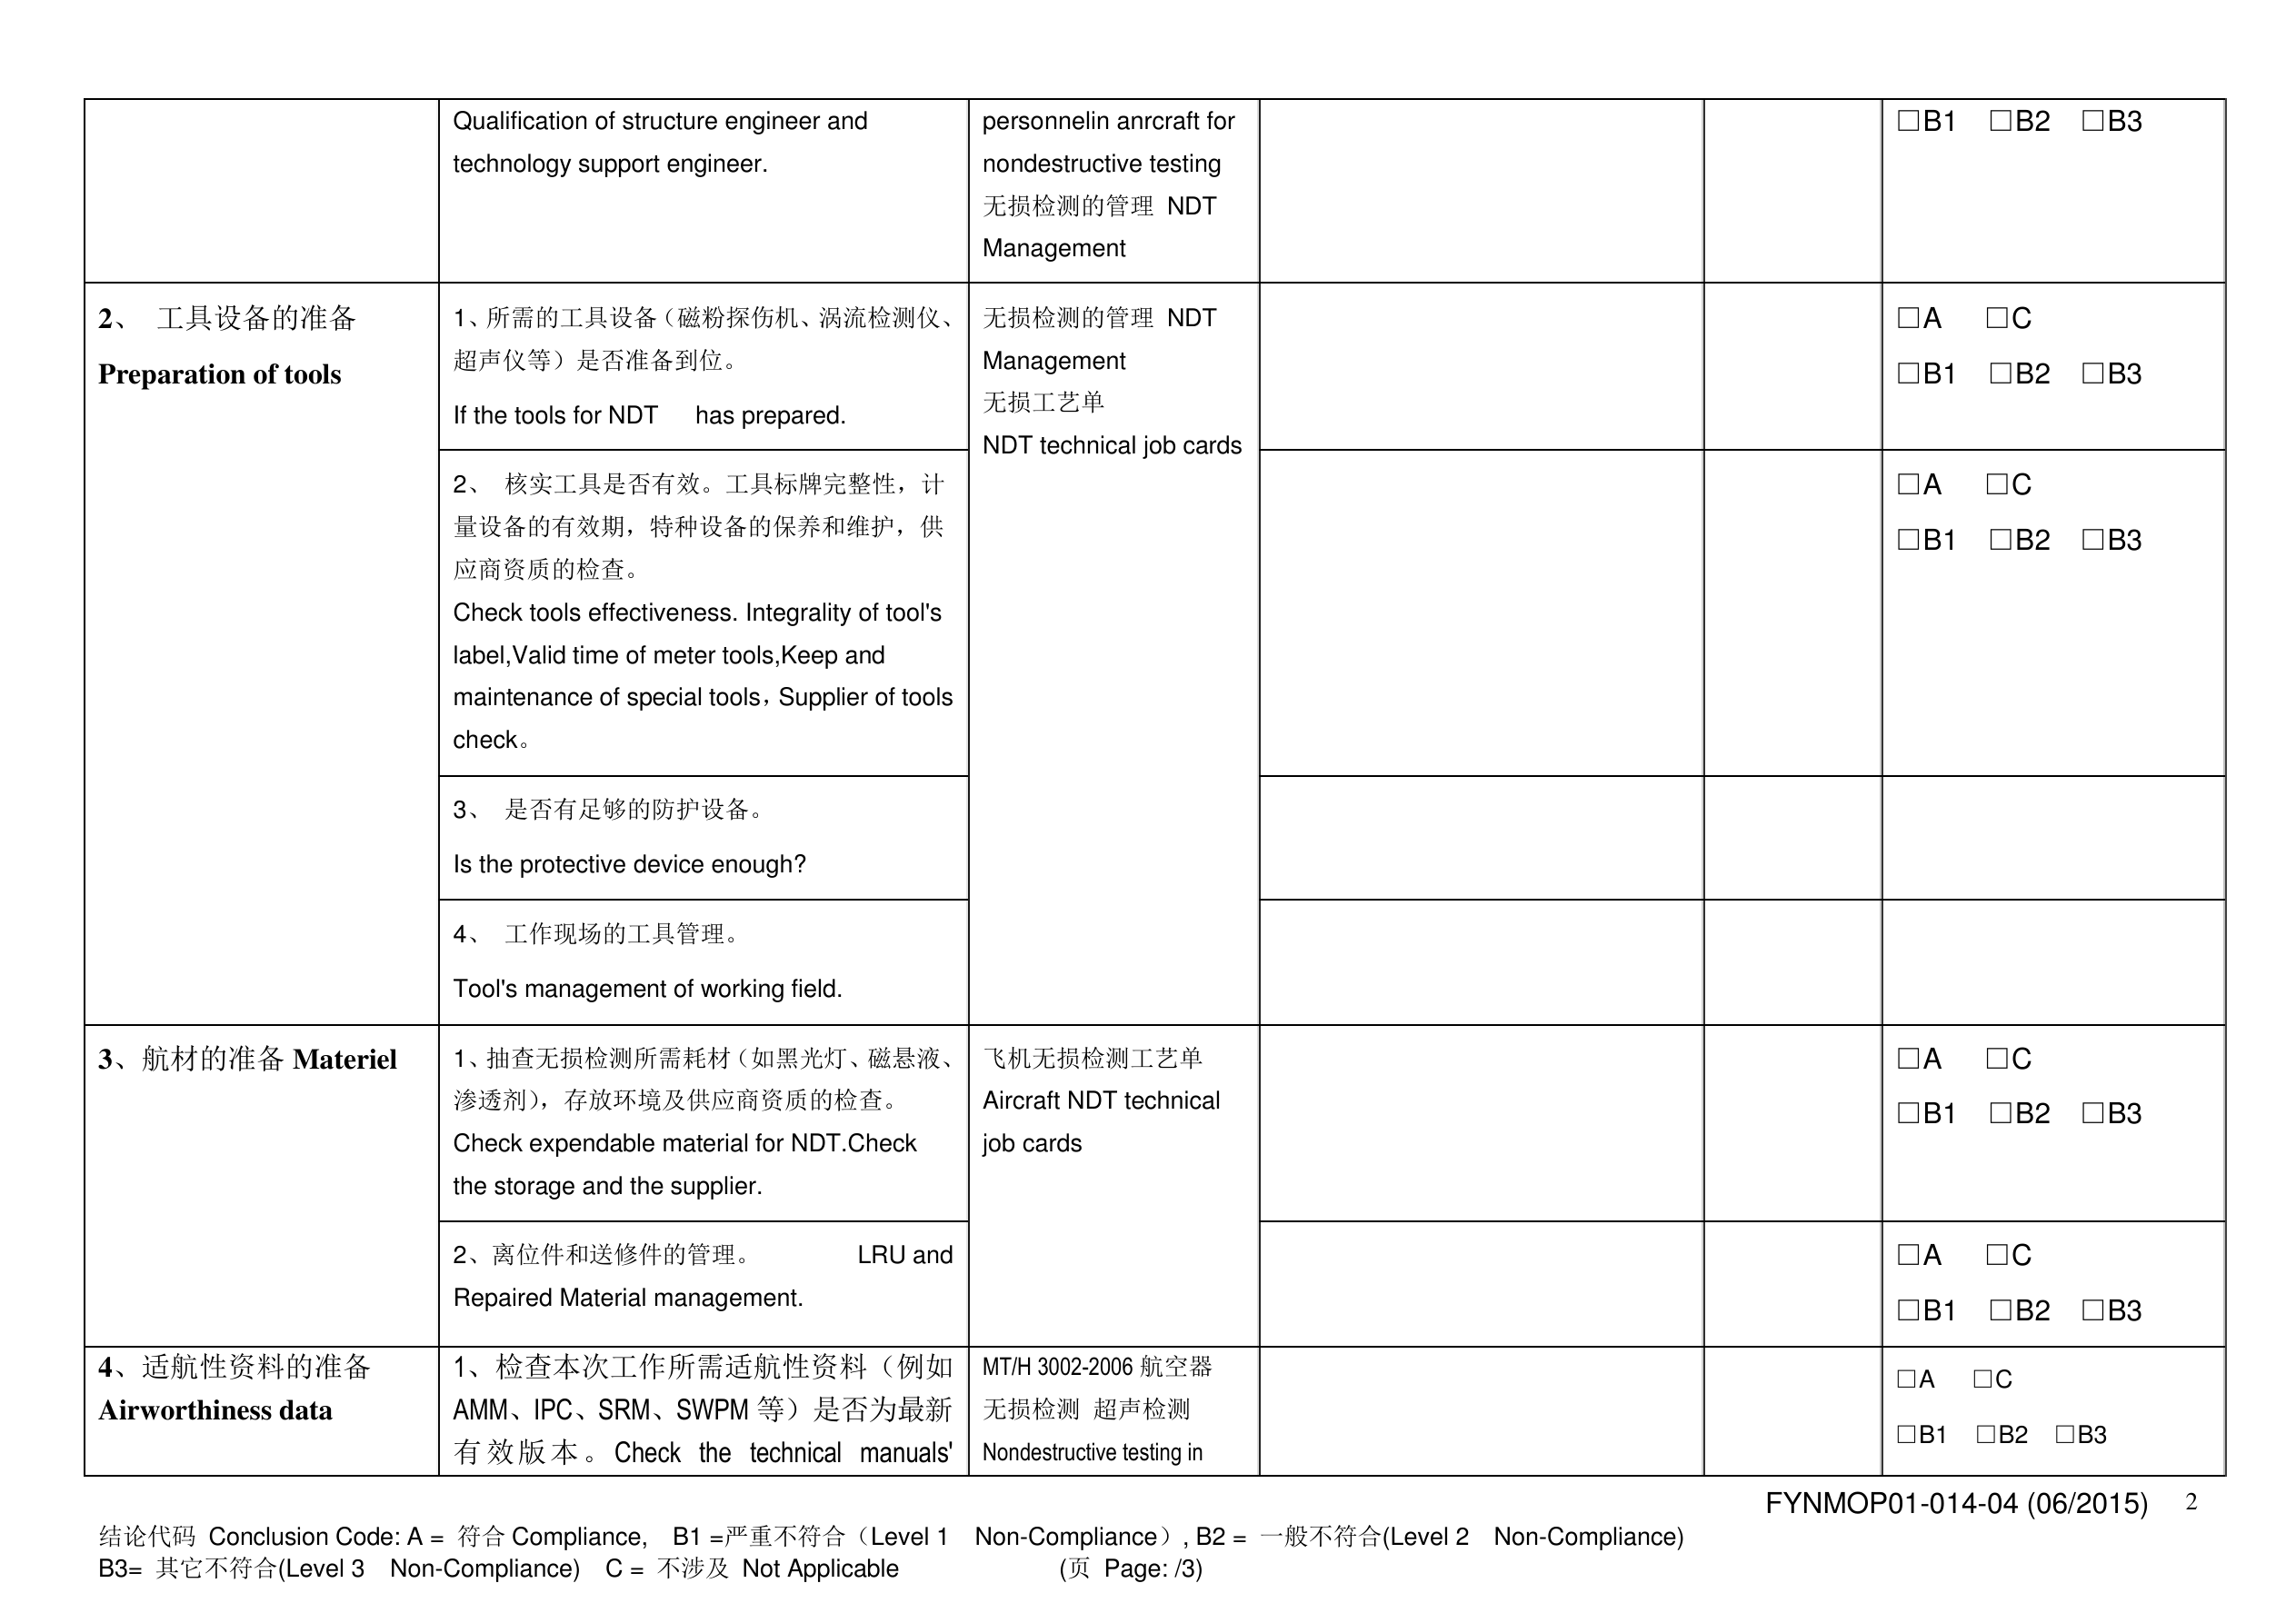 Qualification of structure engineer and
technology support engineer.
personnelin anrcraft for
nondestructive testing
无损检测的管理 NDT
Management
□B1 □B2 □B3
2、 工具设备的准备
Preparation of tools
1、所需的工具设备（磁粉探伤机、涡流检测仪、
超声仪等）是否准备到位。
If the tools for NDT has prepared.
无损检测的管理 NDT
Management
无损工艺单
NDT technical job cards
□A □C
□B1 □B2 □B3
2、 核实工具是否有效。工具标牌完整性，计
量设备的有效期，特种设备的保养和维护，供
应商资质的检查。
Check tools effectiveness. Integrality of tool's
label,Valid time of meter tools,Keep and
maintenance of special tools，Supplier of tools
check。
□A □C
□B1 □B2 □B3
3、 是否有足够的防护设备。
Is the protective device enough?
4、 工作现场的工具管理。
Tool's management of working field.
3、航材的准备 Materiel
1、抽查无损检测所需耗材（如黑光灯、磁悬液、
渗透剂），存放环境及供应商资质的检查。
Check expendable material for NDT.Check
the storage and the supplier.
飞机无损检测工艺单
Aircraft NDT technical
job cards
□A □C
□B1 □B2 □B3
2、离位件和送修件的管理。 LRU and
Repaired Material management.
□A □C
□B1 □B2 □B3
4、适航性资料的准备
Airworthiness data
1、检查本次工作所需适航性资料（例如
AMM、IPC、SRM、SWPM 等）是否为最新
有效版本。Check the technical manuals'
MT/H 3002-2006 航空器
无损检测 超声检测
Nondestructive testing in
□A □C
□B1 □B2 □B3
FYNMOP01-014-04 (06/2015) 2
结论代码 Conclusion Code: A = 符合 Compliance, B1 =严重不符合（Level 1 Non-Compliance）, B2 = 一般不符合(Level 2 Non-Compliance)
B3= 其它不符合(Level 3 Non-Compliance) C = 不涉及 Not Applicable (页 Page: /3)